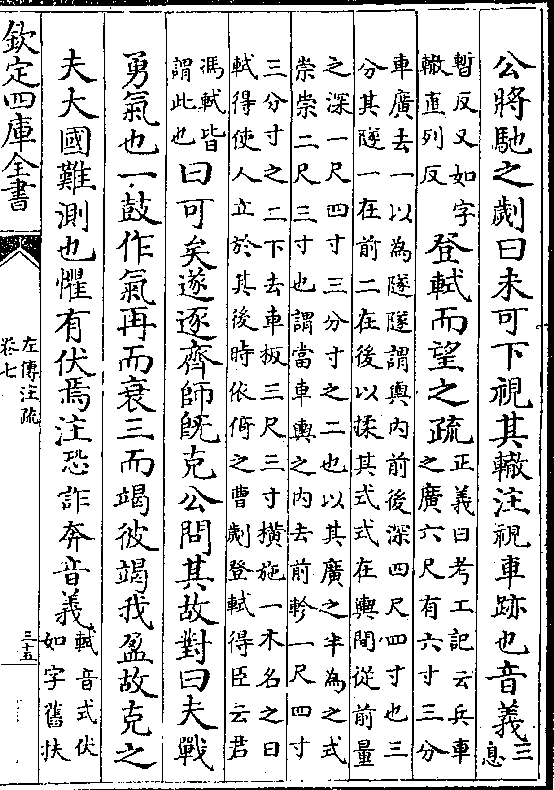 公將馳之劌曰未可下視其轍注視車跡也音義三
息
暫反又如字
轍直列反
登軾而望之疏正義曰考工記云兵車
之廣六尺有六寸三分
車廣去一以為隧隧謂輿內前後深四尺四寸也三
分其隧一在前二在後以揉其式式在輿間從前量
之深一尺四寸三分寸之二也以其廣之半為之式
崇崇二尺三寸也謂當車輿之內去前軫一尺四寸
三分寸之二下去車板三尺三寸橫施一木名之曰
軾得使人立於其後時依倚之曹劌登軾得臣云君
馮軾皆
謂此也
曰可矣遂逐齊師既克公問其故對曰夫戰
勇氣也一鼓作氣再而衰三而竭彼竭我盈故克之
夫大國難測也懼有伏焉注恐詐奔音義軾音式伏
如字舊扶
欽定四庫全書
左傳注疏
卷七
三十五